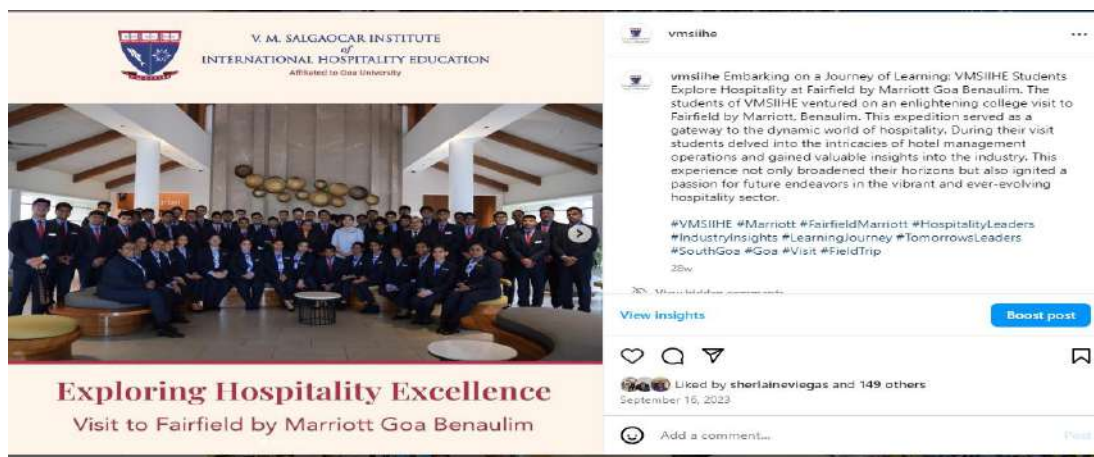 V. M. SALGAOCAR INSTITUTE
of
INTERNATIONAL HOSPITALITY EDUCATION
Affiliated to Goa University
Exploring Hospitality Excellence
Visit to Fairfield by Marriott Goa Benaulim
vmsiihe
vmsiihe Embarking on a Journey of Learning: VMSIIHE Students
Explore Hospitality at Fairfield by Marriott Goa Benaulim. The
students of VMSIIHE ventured on an enlightening college visit to
Fairfield by Marriott, Benaulim. This expedition served as a
gateway to the dynamic world of hospitality. During their visit
students delved into the intricacies of hotel management
operations and gained valuable insights into the industry. This
experience not only broadened their horizons but also ignited a
passion for future endeavors in the vibrant and ever-evolving
hospitality sector.
#VMSIIHE #Marriott #FairfieldMarriott #HospitalityLeaders
#IndustryInsights #LearningJourney #TomorrowsLeaders
#SouthGoa #Goa #Visit #FieldTrip
28w
View hidden comments
View insights
Boost post
Liked by sherlaineviegas and 149 others
September 16, 2023
Add a comment...
Post